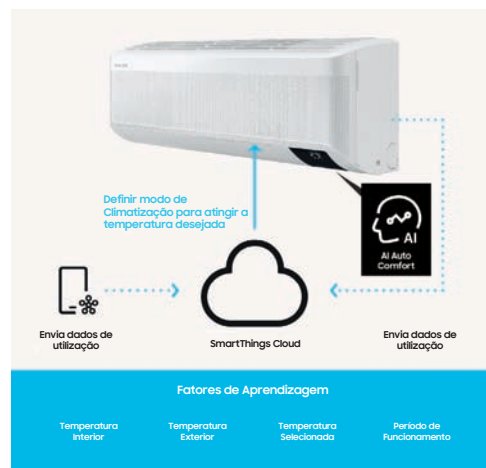 Definir modo de
Climatização para atingir a
temperatura desejada
AI
AI Auto
Comfort
Envia dados de
utilização
SmartThings Cloud
Envia dados de
utilização
Fatores de Aprendizagem
Temperatura
Interior
Temperatura
Exterior
Temperatura
Selecionada
Período de
Funcionamento